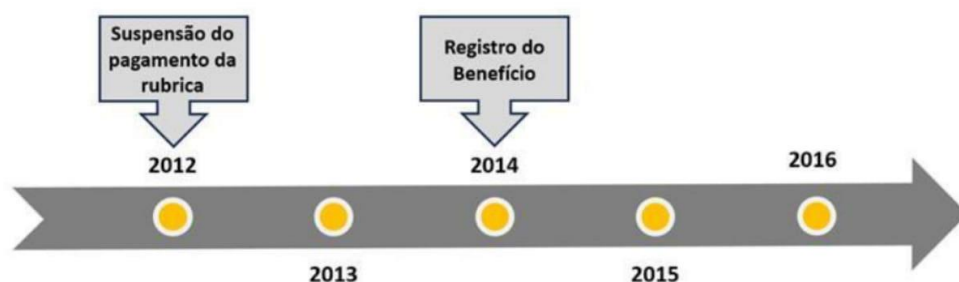 Suspensão do
pagamento da
rubrica
Registro do
Benefício
2012
2014
2016
2013
2015